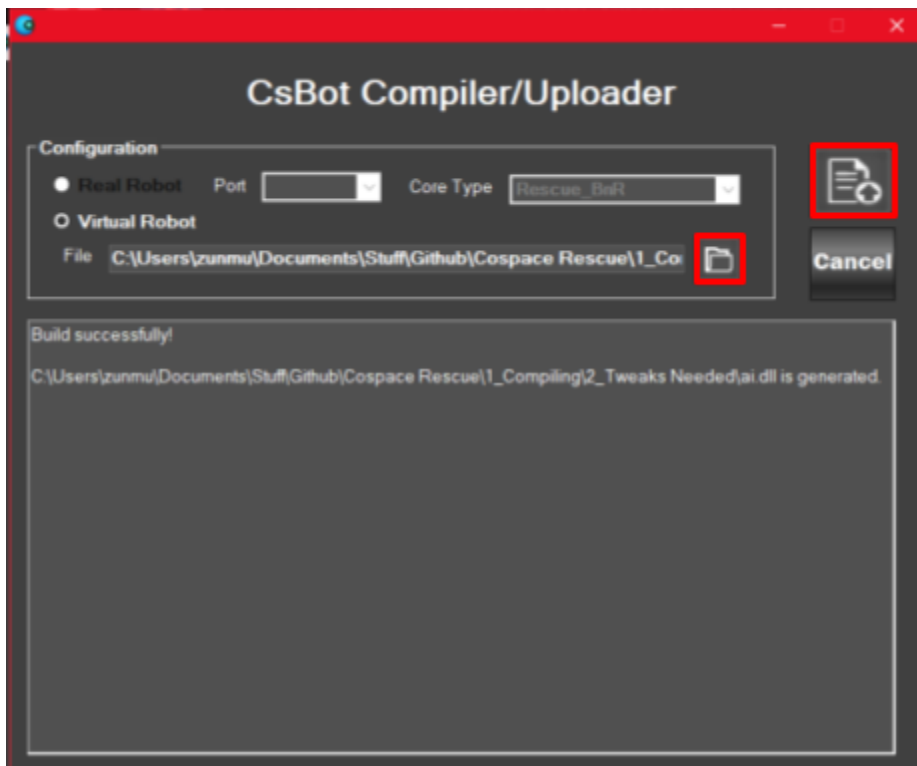 CsBot Compiler/Uploader
Configuration
Real Robot Port Core Type Rescue_BnR
Virtual Robot
File C:\Users\zunmu\Documents\Stuff\Github\Cospace Rescue\1_Co
Cancel
Build successfully!
C:\Users\zunmu\Documents\Stuff\Github\Cospace Rescue\1_Compiling\2_Tweaks Needed\ai.dll is generated.